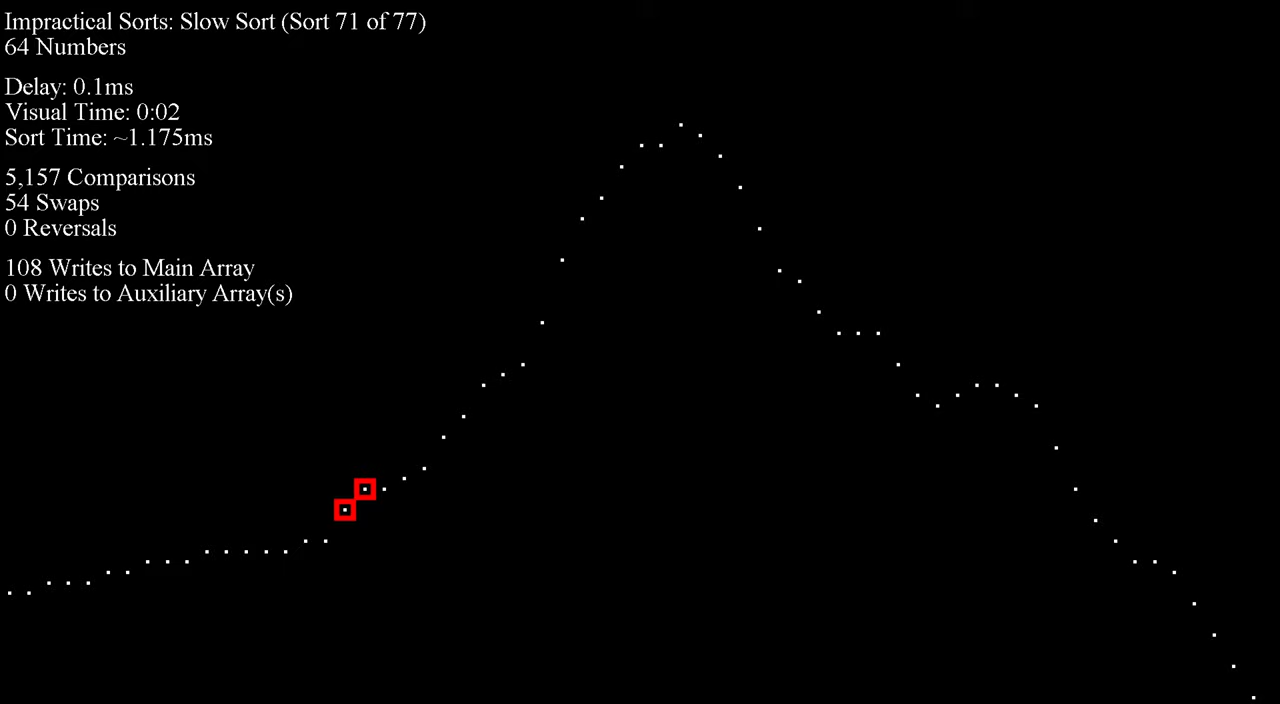 Impractical Sorts: Slow Sort (Sort 71 of 77)
64 Numbers
Delay: 0.1ms
Visual Time: 0:02
Sort Time: ~1.175ms
5,157 Comparisons
54 Swaps
0 Reversals
108 Writes to Main Array
0 Writes to Auxiliary Array(s)